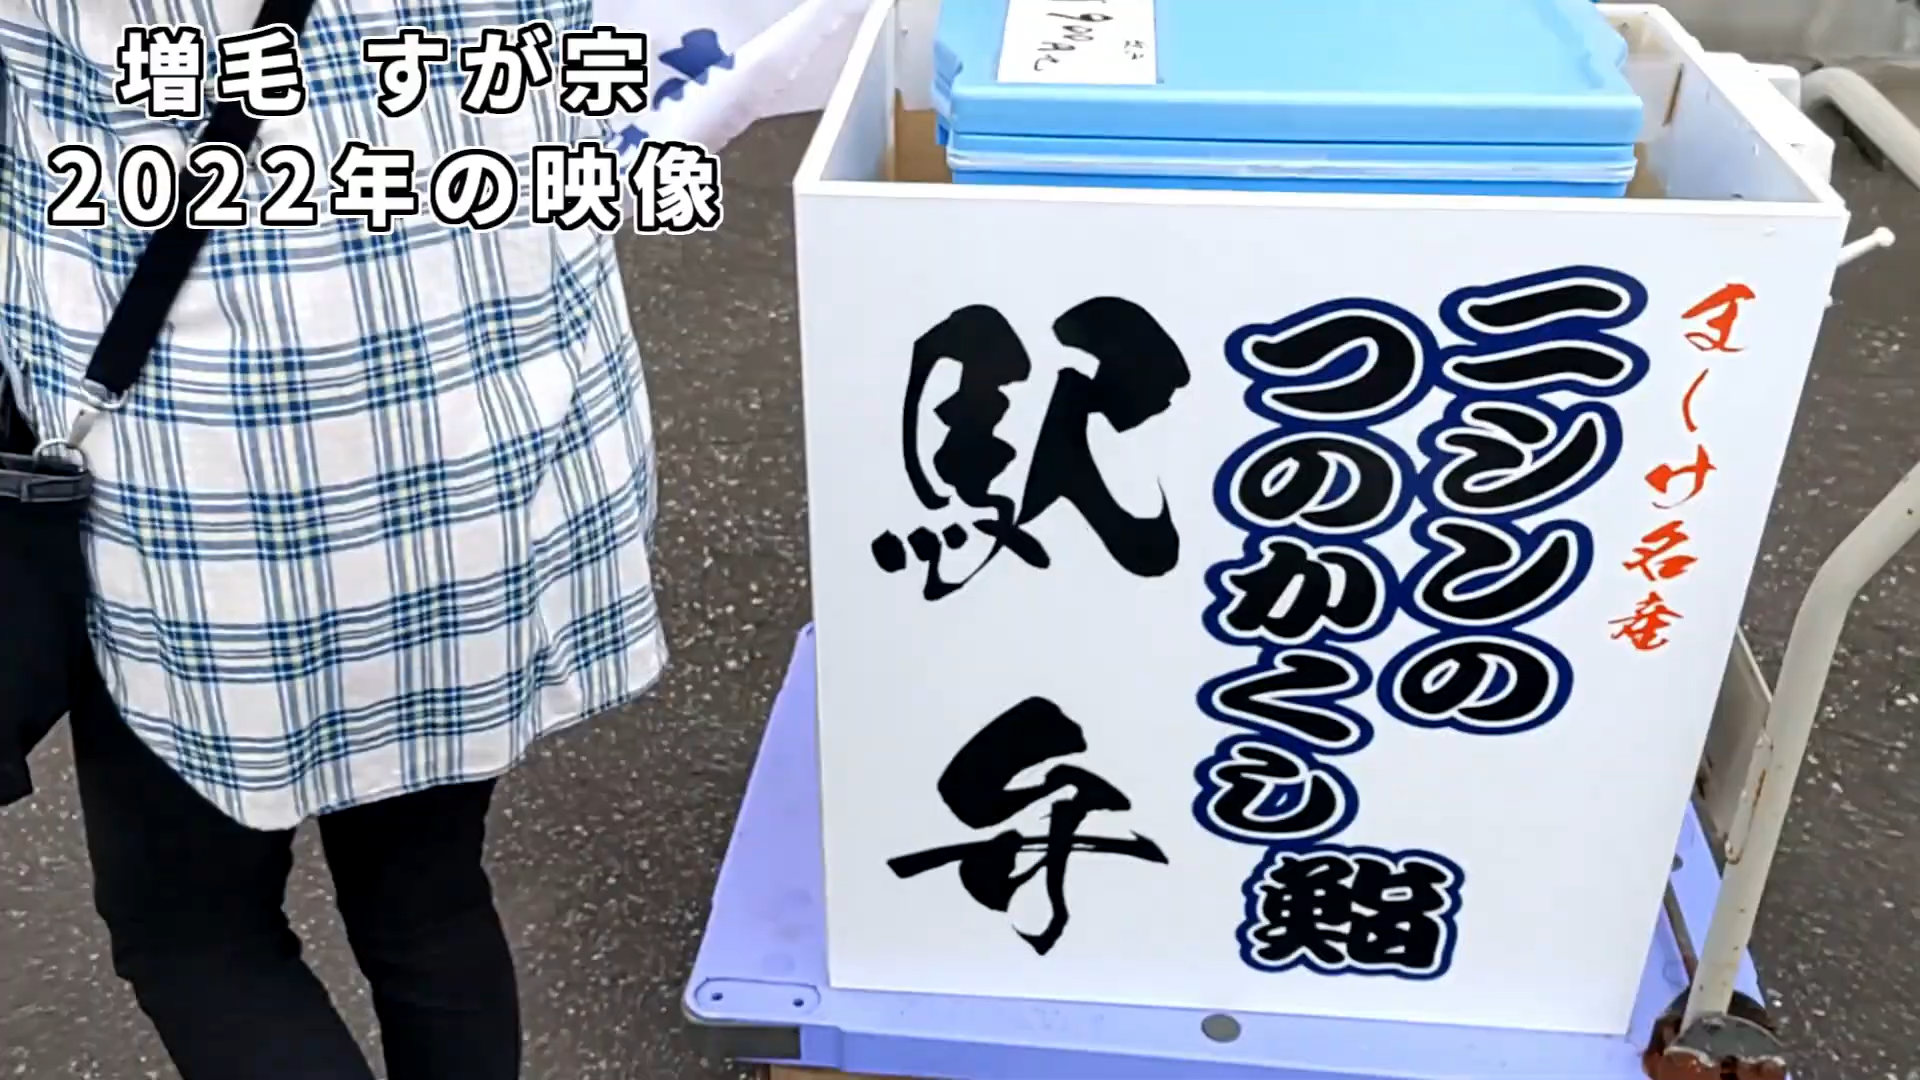 増毛 すが宗
2022年の映像
900
ましけ名産
ニシンの
つのかくし
鮨
駅弁